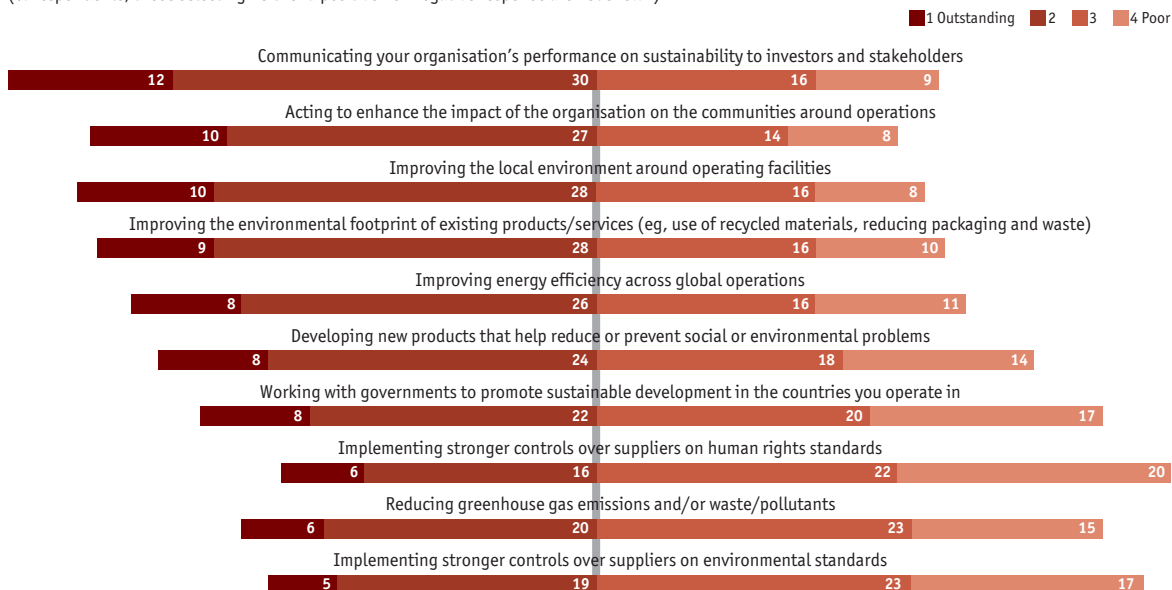 1 Outstanding 2 3 4 Poor
Communicating your organisation's performance on sustainability to investors and stakeholders
12 30 16 9
Acting to enhance the impact of the organisation on the communities around operations
10 27 14 8
Improving the local environment around operating facilities
10 28 16 8
Improving the environmental footprint of existing products/services (eg, use of recycled materials, reducing packaging and waste)
9 28 16 10
Improving energy efficiency across global operations
8 26 16 11
Developing new products that help reduce or prevent social or environmental problems
8 24 18 14
Working with governments to promote sustainable development in the countries you operate in
8 22 20 17
Implementing stronger controls over suppliers on human rights standards
6 16 22 20
Reducing greenhouse gas emissions and/or waste/pollutants
6 20 23 15
Implementing stronger controls over suppliers on environmental standards
5 19 23 17